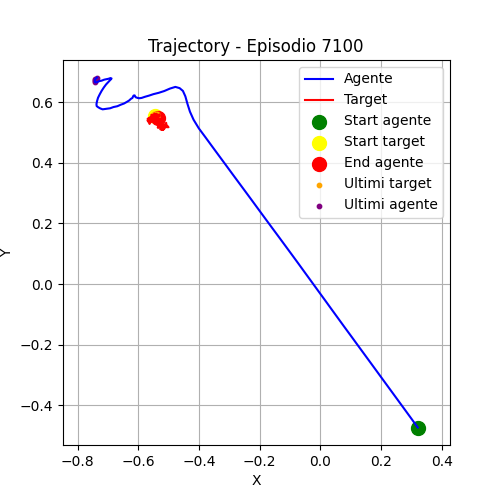 Trajectory - Episodio 7100
Agente
Target
Start agente
Start target
End agente
Ultimi target
Ultimi agente
Y
0.6
0.4
0.2
0.0
−0.2
−0.4
−0.8 −0.6 −0.4 −0.2 0.0 0.2 0.4
X